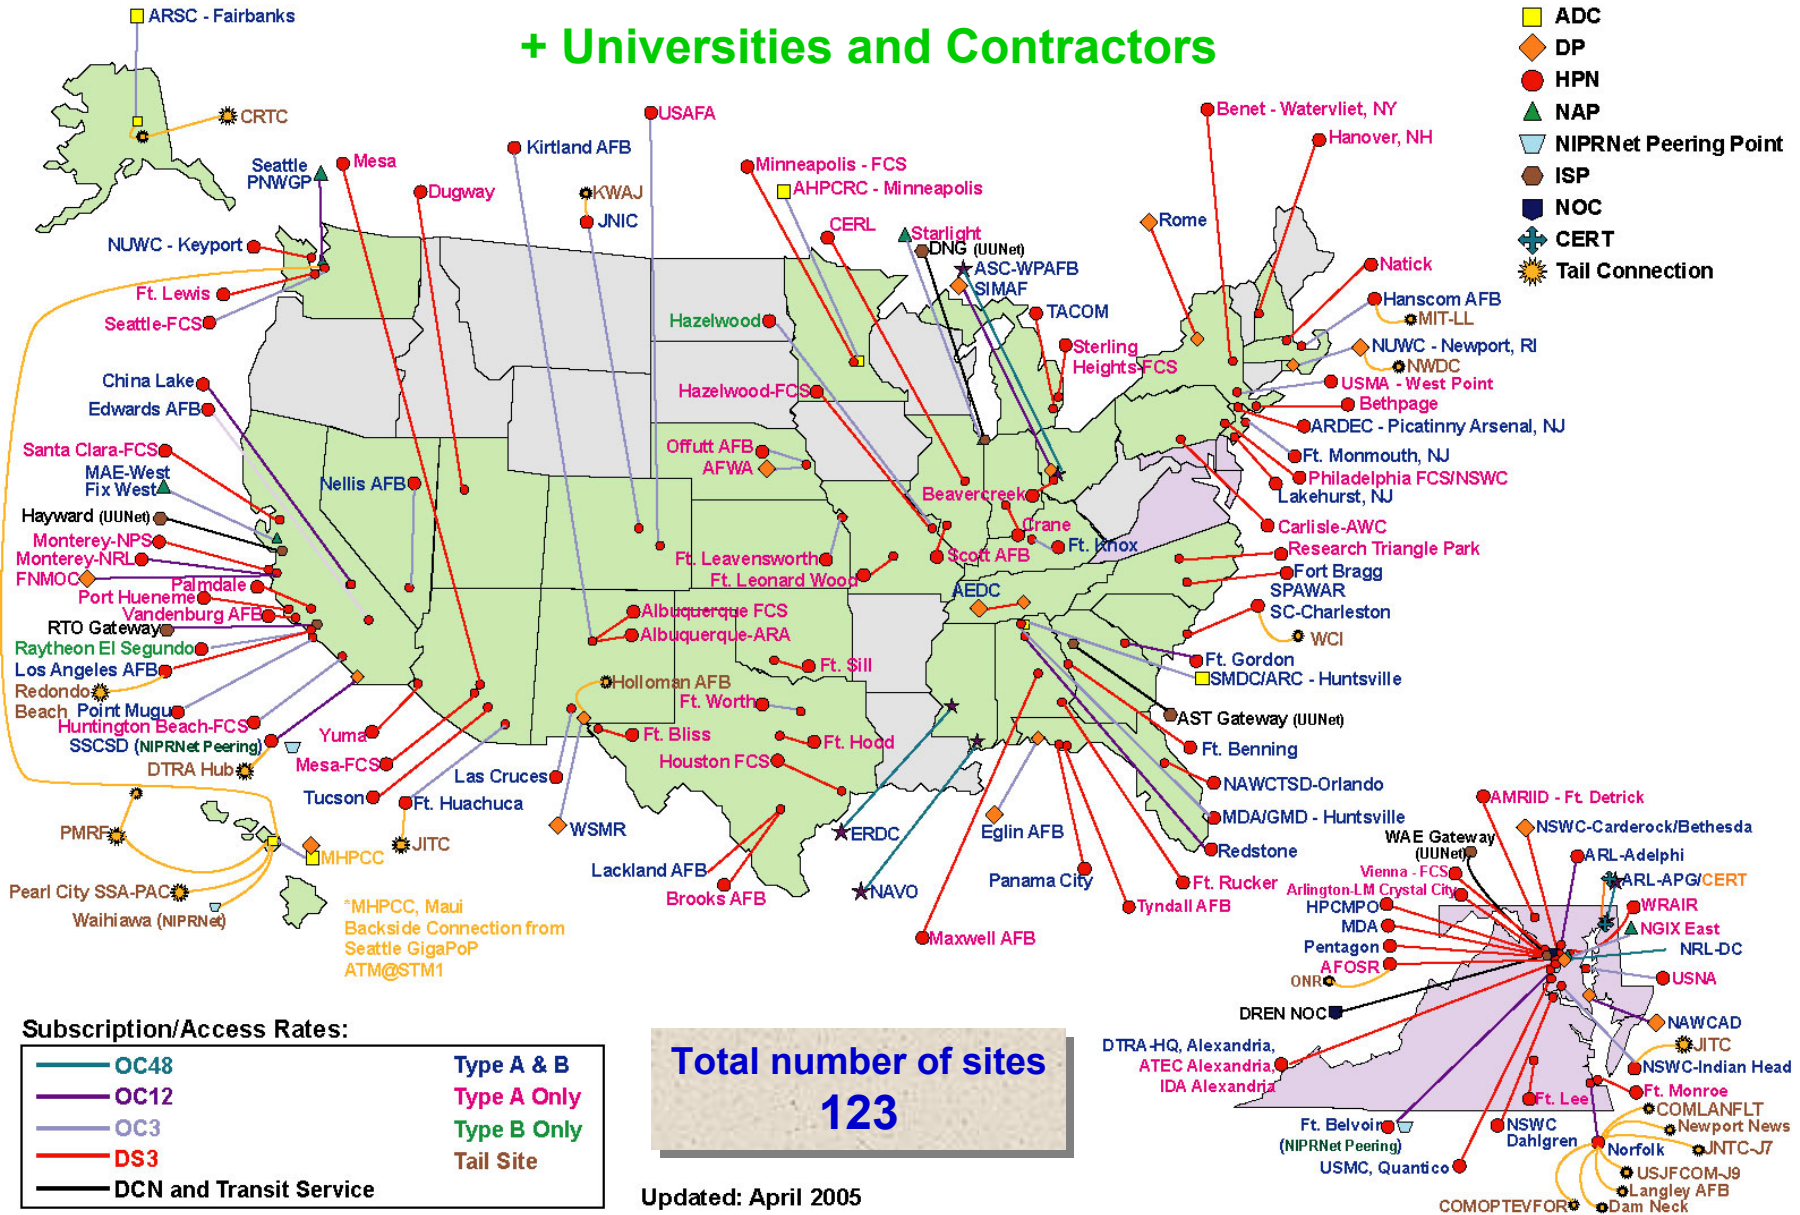 ARSC - Fairbanks
+ Universities and Contractors
ADC
DP
HPN
NAP
NIPRNet Peering Point
ISP
NOC
CERT
Tail Connection
CRTC
Seattle
PNWGP
Mesa
Dugway
Kirtland AFB
USAFA
KWAJ
JNIC
Minneapolis - FCS
AHPCRC - Minneapolis
CERL
Starlight
DNG (UUNet)
ASC-WPAFB
SIMAF
TACOM
Sterling
Heights-FCS
Rome
Benet - Watervliet, NY
Hanover, NH
Natick
Hanscom AFB
MIT-LL
NUWC - Newport, RI
NWDC
USMA - West Point
Bethpage
ARDEC - Picatinny Arsenal, NJ
Ft. Monmouth, NJ
Philadelphia FCS/NSWC
Lakehurst, NJ
Carlisle-AWC
Research Triangle Park
Fort Bragg
SPAWAR
SC-Charleston
WCI
Ft. Gordon
SMDC/ARC - Huntsville
AST Gateway (UUNet)
Ft. Benning
NAWCTSD-Orlando
MDA/GMD - Huntsville
Redstone
Ft. Rucker
Tyndall AFB
Panama City
Maxwell AFB
Eglin AFB
NUWC - Keyport
Ft. Lewis
Seattle-FCS
China Lake
Edwards AFB
Santa Clara-FCS
MAE-West
Fix West
Hayward (UUNet)
Monterey-NPS
Monterey-NRL
FNMOC
Palmdale
Port Hueneme
Vandenburg AFB
RTO Gateway
Raytheon El Segundo
Los Angeles AFB
Redondo
Beach
Point Mugu
Huntington Beach-FCS
SSCSD (NIPRNet Peering)
DTRA Hub
Nellis AFB
Hazelwood
Hazelwood-FCS
Offutt AFB
AFWA
Ft. Leavensworth
Ft. Leonard Wood
Beavercreek
Crane
Scott AFB
Ft. Knox
AEDC
Albuquerque FCS
Albuquerque-ARA
Ft. Sill
Holloman AFB
Ft. Worth
Ft. Bliss
Ft. Hood
Houston FCS
Yuma
Mesa-FCS
Tucson
Ft. Huachuca
JITC
Las Cruces
WSMR
Lackland AFB
Brooks AFB
ERDC
NAVO
PMRF
MHPCC
Pearl City SSA-PAC
Waihiawa (NIPRNet)
*MHPCC, Maui
Backside Connection from
Seattle GigaPoP
ATM@STM1
AMRIID - Ft. Detrick
NSWC-Carderock/Bethesda
WAE Gateway
(UUNet)
ARL-Adelphi
Vienna - FCS
ARL-APG/CERT
Arlington-LM Crystal City
HPCMPO
WRAIR
MDA
NGIX East
Pentagon
NRL-DC
AFOSR
ONR
USNA
DREN NOC
NAWCAD
JITC
DTRA-HQ, Alexandria,
ATEC Alexandria,
IDA Alexandria
NSWC-Indian Head
Ft. Lee
Ft. Monroe
COMLANFLT
Newport News
Ft. Belvoir
(NIPRNet Peering)
NSWC
Dahlgren
Norfolk
JNTC-J7
USMC, Quantico
USJFCOM-J9
Langley AFB
COMOPTEVFOR
Dam Neck
Subscription/Access Rates:
OC48
Type A & B
OC12
Type A Only
OC3
Type B Only
DS3
Tail Site
DCN and Transit Service
Total number of sites
123
Updated: April 2005